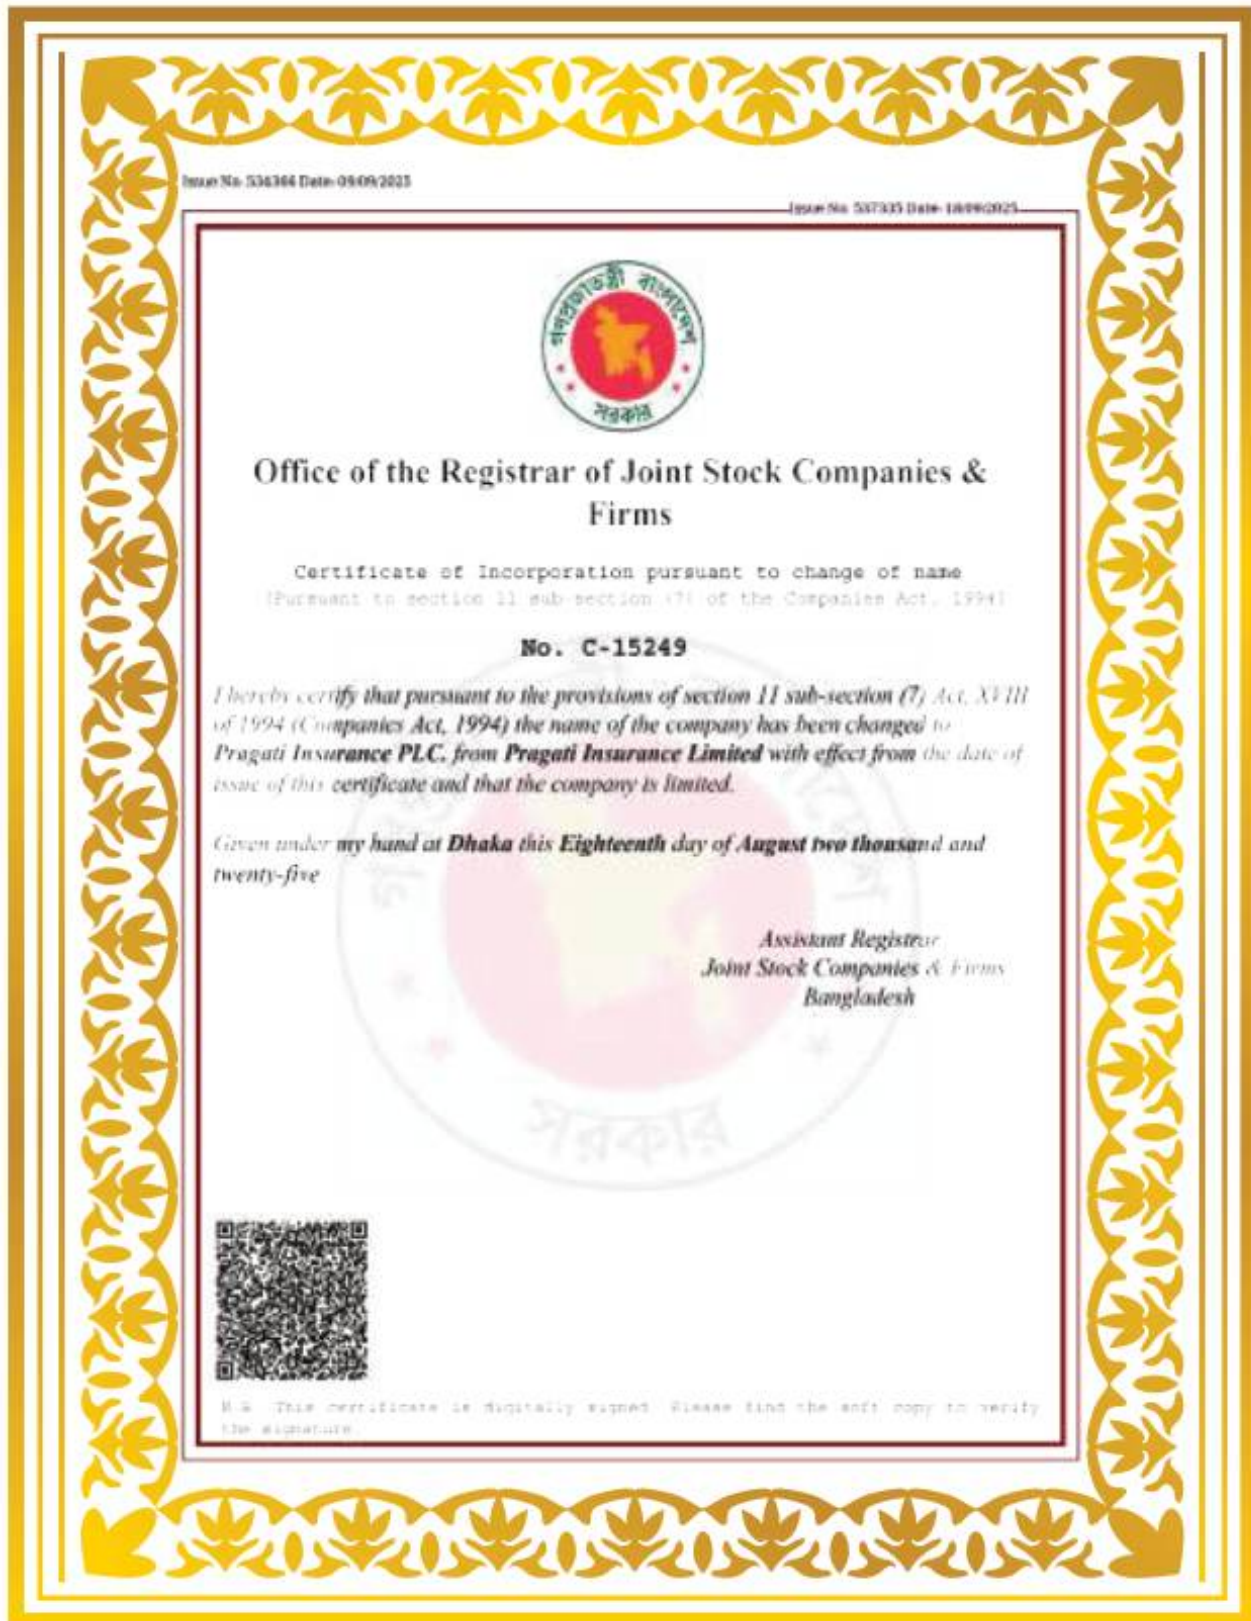 Issue No: 534366 Date: 09/09/2025
Issue No: 537335 Date: 18/09/2025
গণপ্রজাতন্ত্রী বাংলাদেশ
সরকার
Office of the Registrar of Joint Stock Companies &
Firms
Certificate of Incorporation pursuant to change of name
(Pursuant to section 11 sub-section (7) of the Companies Act, 1994)
No. C-15249
I hereby certify that pursuant to the provisions of section 11 sub-section (7) Act, XVIII
of 1994 (Companies Act, 1994) the name of the company has been changed to
Pragati Insurance PLC. from Pragati Insurance Limited with effect from the date of
issue of this certificate and that the company is limited.
Given under my hand at Dhaka this Eighteenth day of August two thousand and
twenty-five
Assistant Registrar
Joint Stock Companies & Firms
Bangladesh
সরকার
N.B. This certificate is digitally signed. Please find the soft copy to verify
the signature.